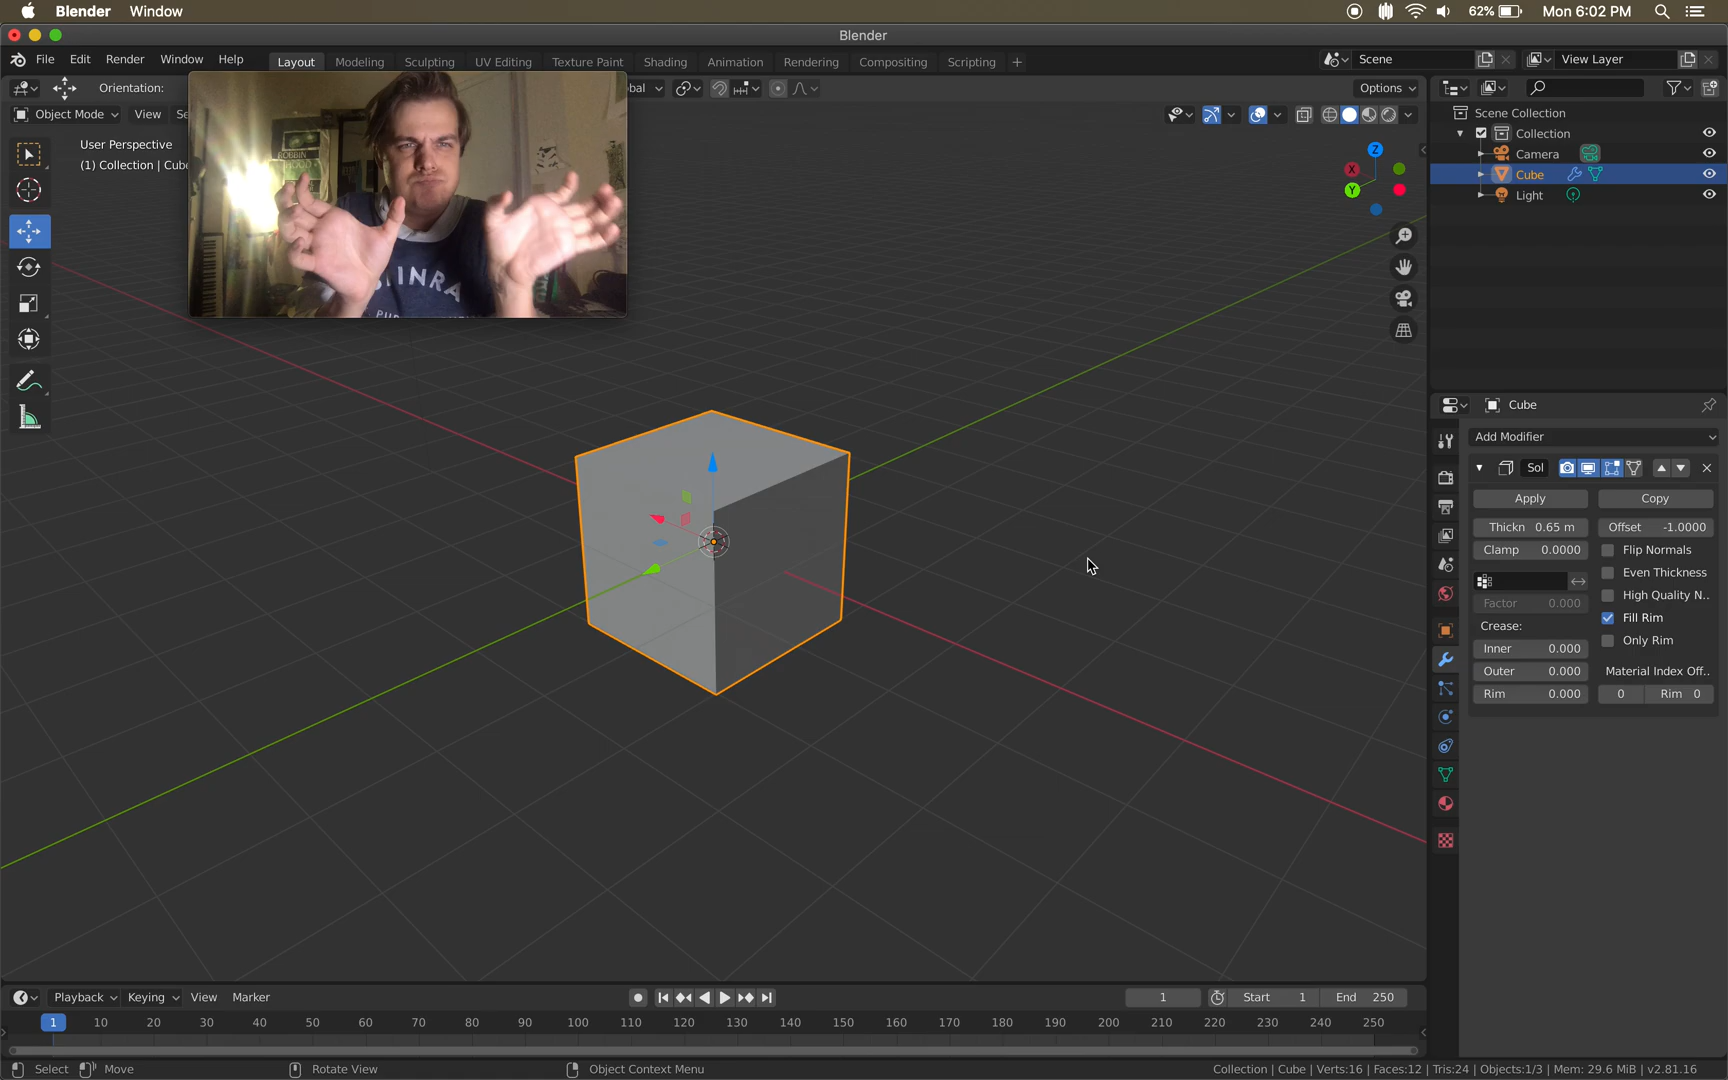 Blender Window 62% Mon 6:02 PM
Blender
File Edit Render Window Help Layout Modeling Sculpting UV Editing Texture Paint Shading Animation Rendering Compositing Scripting + Scene View Layer
Orientation: bal Options
Object Mode View Se
User Perspective
(1) Collection | Cube
Z
X
Y
ROBBIN
MOOD
STINRA
Scene Collection
Collection
Camera
Cube
Light
Cube
Add Modifier
Sol
Apply Copy
Thickn 0.65 m Offset -1.0000
Clamp 0.0000 Flip Normals
Even Thickness
High Quality N..
Factor 0.000
Fill Rim
Crease:
Only Rim
Inner 0.000
Outer 0.000 Material Index Off..
Rim 0.000 0 Rim 0
Playback Keying View Marker 1 Start 1 End 250
1 10 20 30 40 50 60 70 80 90 100 110 120 130 140 150 160 170 180 190 200 210 220 230 240 250
Select Move Rotate View Object Context Menu Collection | Cube | Verts:16 | Faces:12 | Tris:24 | Objects:1/3 | Mem: 29.6 MiB | v2.81.16